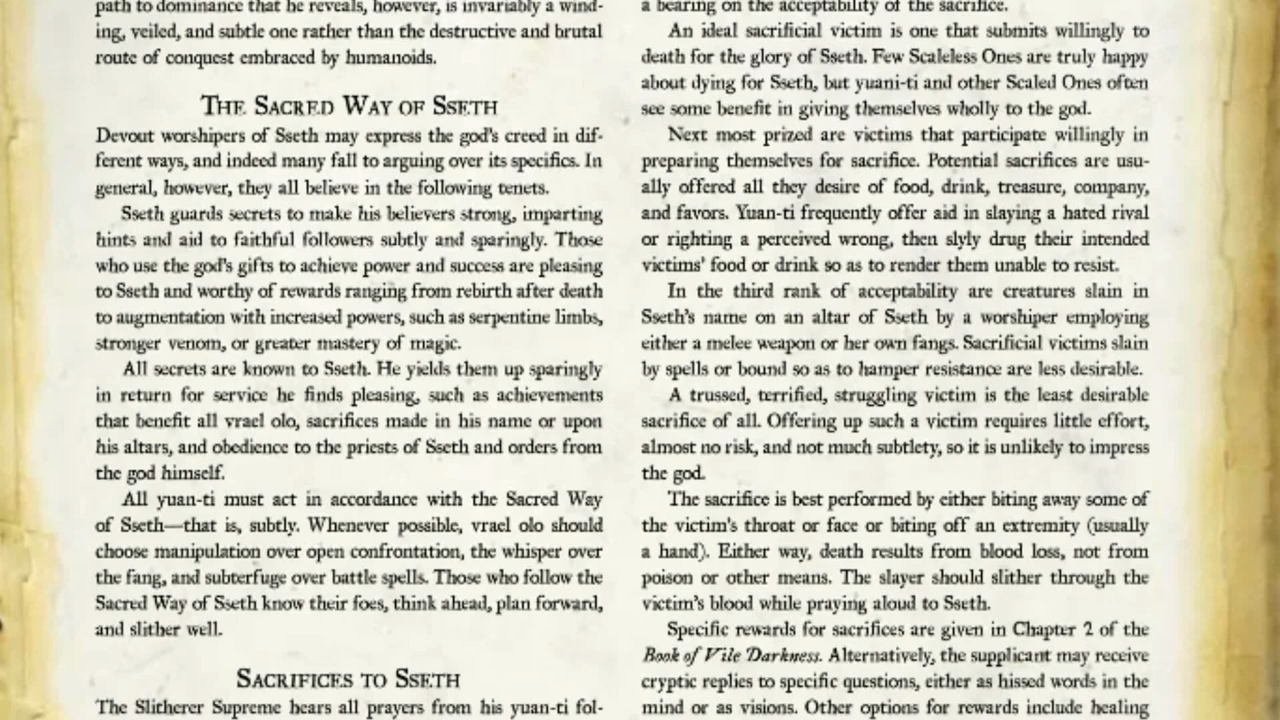 path to dominance that he reveals, however, is invariably a wind-
ing, veiled, and subtle one rather than the destructive and brutal
route of conquest embraced by humanoids.
THE SACRED WAY OF SSETH
Devout worshipers of Sseth may express the god's creed in dif-
ferent ways, and indeed many fall to arguing over its specifics. In
general, however, they all believe in the following tenets.
Sseth guards secrets to make his believers strong, imparting
hints and aid to faithful followers subtly and sparingly. Those
who use the god's gifts to achieve power and success are pleasing
to Sseth and worthy of rewards ranging from rebirth after death
to augmentation with increased powers, such as serpentine limbs,
stronger venom, or greater mastery of magic.
All secrets are known to Sseth. He yields them up sparingly
in return for service he finds pleasing, such as achievements
that benefit all vrael olo, sacrifices made in his name or upon
his altars, and obedience to the priests of Sseth and orders from
the god himself.
All yuan-ti must act in accordance with the Sacred Way
of Sseth—that is, subtly. Whenever possible, vrael olo should
choose manipulation over open confrontation, the whisper over
the fang, and subterfuge over battle spells. Those who follow the
Sacred Way of Sseth know their foes, think ahead, plan forward,
and slither well.
SACRIFICES TO SSETH
The Slitherer Supreme hears all prayers from his yuan-ti fol-
a bearing on the acceptability of the sacrifice.
An ideal sacrificial victim is one that submits willingly to
death for the glory of Sseth. Few Scaleless Ones are truly happy
about dying for Sseth, but yuani-ti and other Scaled Ones often
see some benefit in giving themselves wholly to the god.
Next most prized are victims that participate willingly in
preparing themselves for sacrifice. Potential sacrifices are usu-
ally offered all they desire of food, drink, treasure, company,
and favors. Yuan-ti frequently offer aid in slaying a hated rival
or righting a perceived wrong, then slyly drug their intended
victims' food or drink so as to render them unable to resist.
In the third rank of acceptability are creatures slain in
Sseth's name on an altar of Sseth by a worshiper employing
either a melee weapon or her own fangs. Sacrificial victims slain
by spells or bound so as to hamper resistance are less desirable.
A trussed, terrified, struggling victim is the least desirable
sacrifice of all. Offering up such a victim requires little effort,
almost no risk, and not much subtlety, so it is unlikely to impress
the god.
The sacrifice is best performed by either biting away some of
the victim's throat or face or biting off an extremity (usually
a hand). Either way, death results from blood loss, not from
poison or other means. The slayer should slither through the
victim's blood while praying aloud to Sseth.
Specific rewards for sacrifices are given in Chapter 2 of the
Book of Vile Darkness. Alternatively, the supplicant may receive
cryptic replies to specific questions, either as hissed words in the
mind or as visions. Other options for rewards include healing